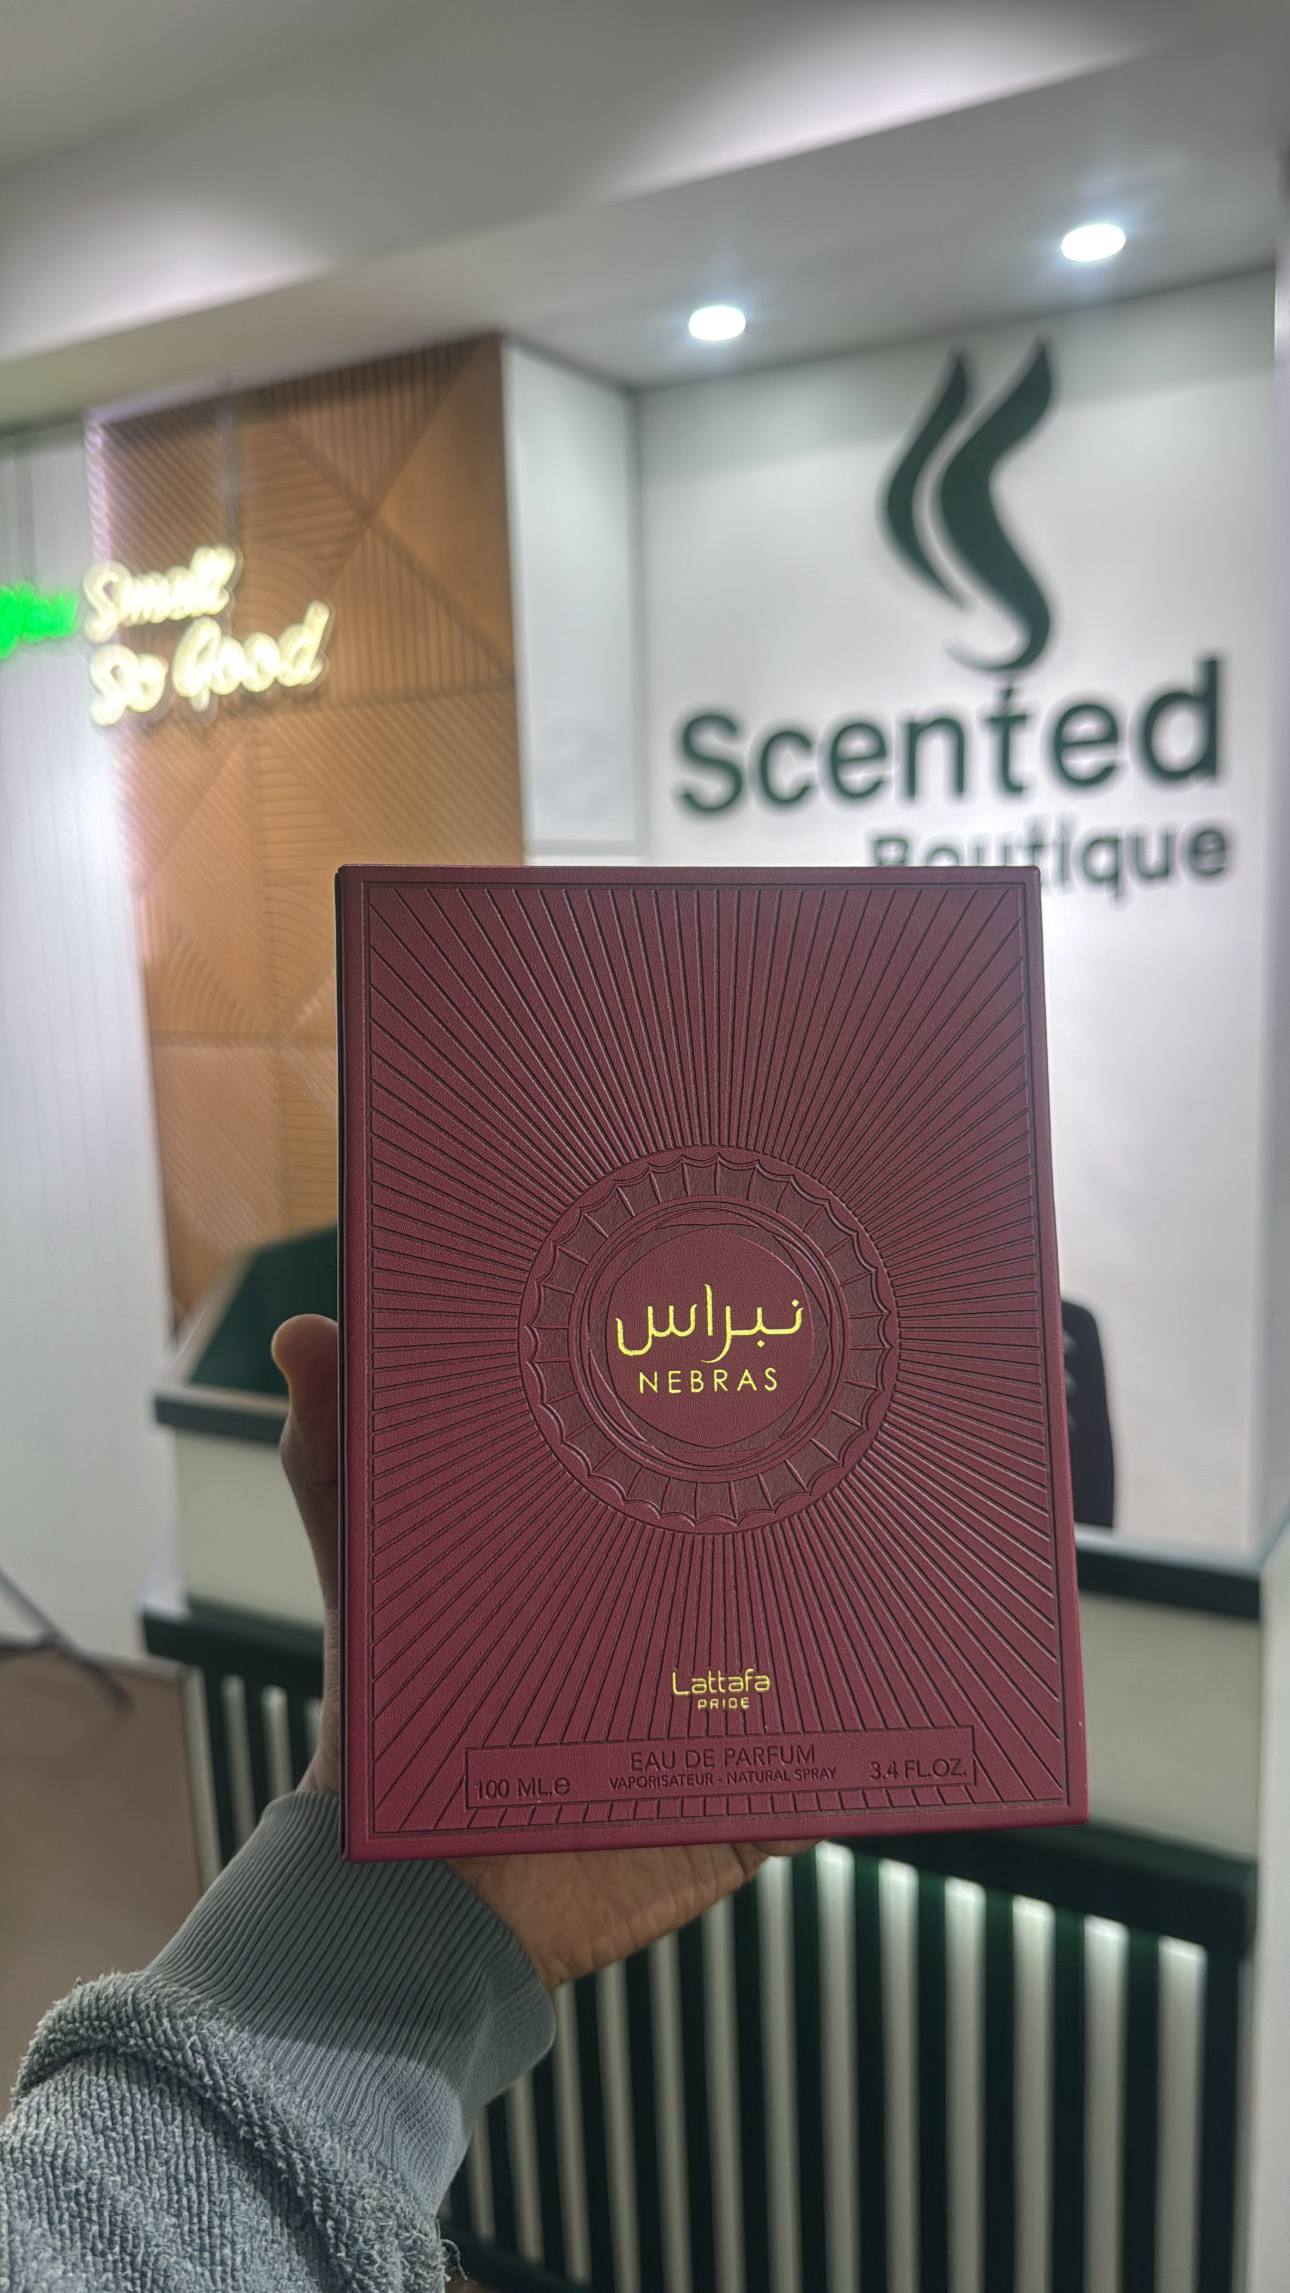 Smell
So Good
Scented
Boutique
نبراس
NEBRAS
Lattafa
PRIDE
EAU DE PARFUM
100 ML.e VAPORISATEUR - NATURAL SPRAY 3.4 FL.OZ.